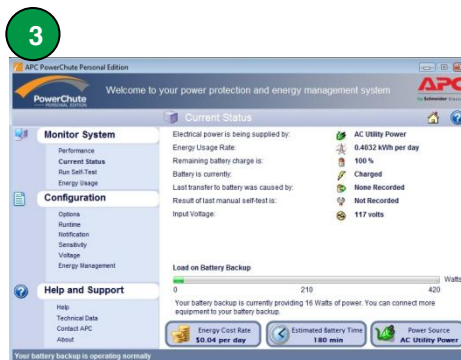 3
APC PowerChute Personal Edition
PowerChute
PERSONAL EDITION
Welcome to your power protection and energy management system
APC
by Schneider Electric
Current Status
Monitor System
Performance
Current Status
Run Self-Test
Energy Usage
Configuration
Options
Runtime
Notification
Sensitivity
Voltage
Energy Management
Help and Support
Help
Technical Data
Contact APC
About
Electrical power is being supplied by: AC Utility Power
Energy Usage Rate: 0.4032 kWh per day
Remaining battery charge is: 100 %
Battery is currently: Charged
Last transfer to battery was caused by: None Recorded
Result of last manual self-test is: Not Recorded
Input Voltage: 117 volts
Load on Battery Backup
Watts
0 210 420
Your battery backup is currently providing 16 Watts of power. You can connect more
equipment to your battery backup.
Energy Cost Rate
$0.04 per day
Estimated Battery Time
180 min
Power Source
AC Utility Power
Your battery backup is operating normally